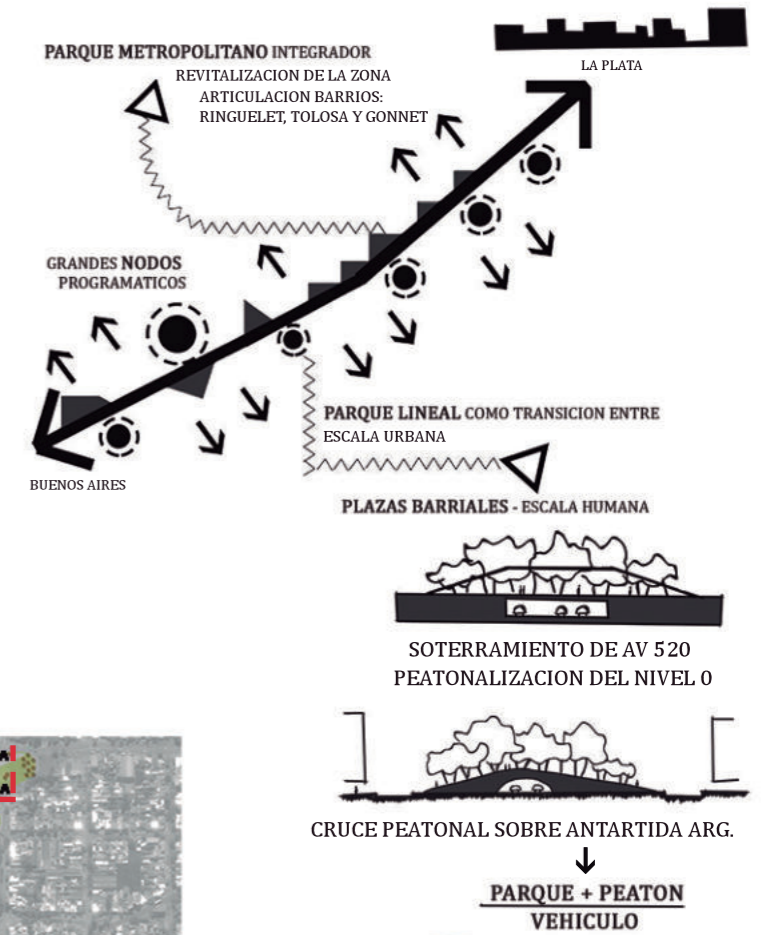 PARQUE METROPOLITANO INTEGRADOR
REVITALIZACION DE LA ZONA
ARTICULACION BARRIOS:
RINGUELET, TOLOSA Y GONNET
LA PLATA
GRANDES NODOS
PROGRAMATICOS
BUENOS AIRES
PARQUE LINEAL COMO TRANSICION ENTRE
ESCALA URBANA
PLAZAS BARRIALES - ESCALA HUMANA
SOTERRAMIENTO DE AV 520
PEATONALIZACION DEL NIVEL 0
CRUCE PEATONAL SOBRE ANTARTIDA ARG.
PARQUE + PEATON
VEHICULO
A
A